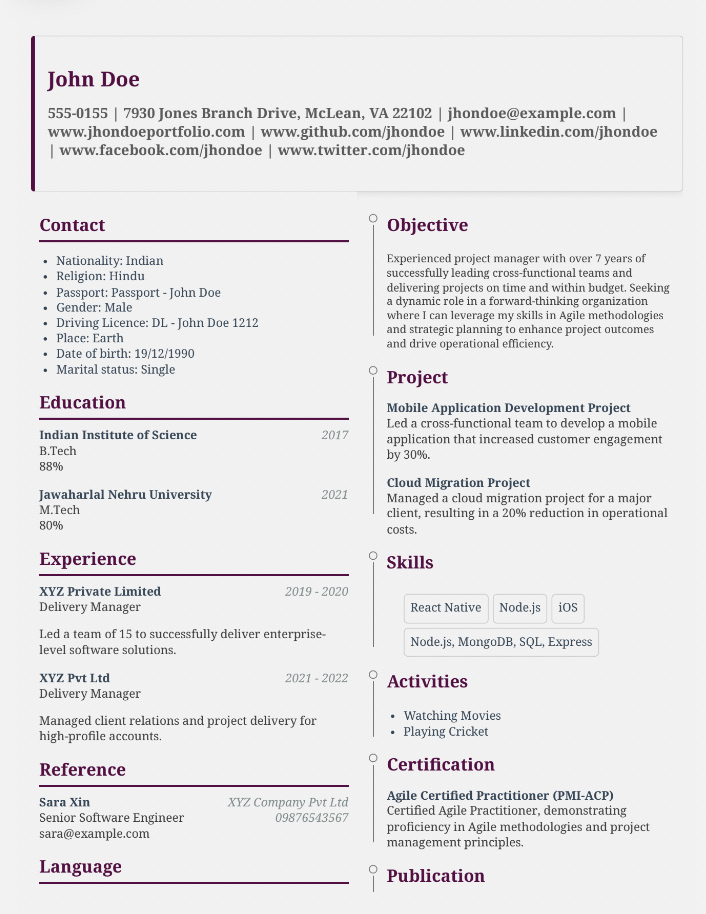 John Doe
555-0155 | 7930 Jones Branch Drive, McLean, VA 22102 | jhondoe@example.com |
www.jhondoeportfolio.com | www.github.com/jhondoe | www.linkedin.com/jhondoe
| www.facebook.com/jhondoe | www.twitter.com/jhondoe
Contact
• Nationality: Indian
• Religion: Hindu
• Passport: Passport - John Doe
• Gender: Male
• Driving Licence: DL - John Doe 1212
• Place: Earth
• Date of birth: 19/12/1990
• Marital status: Single
Education
Indian Institute of Science 2017
B.Tech
88%
Jawaharlal Nehru University 2021
M.Tech
80%
Experience
XYZ Private Limited 2019 - 2020
Delivery Manager
Led a team of 15 to successfully deliver enterprise-
level software solutions.
XYZ Pvt Ltd 2021 - 2022
Delivery Manager
Managed client relations and project delivery for
high-profile accounts.
Reference
Sara Xin XYZ Company Pvt Ltd
Senior Software Engineer 09876543567
sara@example.com
Language
Objective
Experienced project manager with over 7 years of
successfully leading cross-functional teams and
delivering projects on time and within budget. Seeking
a dynamic role in a forward-thinking organization
where I can leverage my skills in Agile methodologies
and strategic planning to enhance project outcomes
and drive operational efficiency.
Project
Mobile Application Development Project
Led a cross-functional team to develop a mobile
application that increased customer engagement
by 30%.
Cloud Migration Project
Managed a cloud migration project for a major
client, resulting in a 20% reduction in operational
costs.
Skills
React Native Node.js iOS
Node.js, MongoDB, SQL, Express
Activities
• Watching Movies
• Playing Cricket
Certification
Agile Certified Practitioner (PMI-ACP)
Certified Agile Practitioner, demonstrating
proficiency in Agile methodologies and project
management principles.
Publication